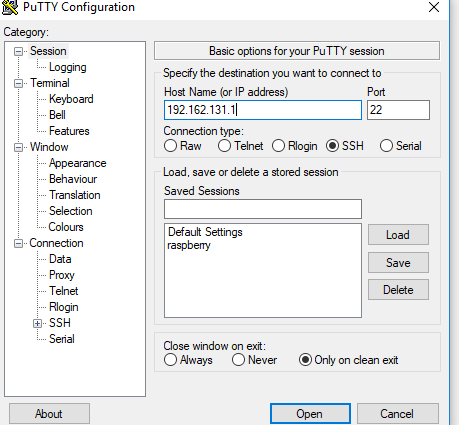 PuTTY Configuration
Category:
Session
Logging
Terminal
Keyboard
Bell
Features
Window
Appearance
Behaviour
Translation
Selection
Colours
Connection
Data
Proxy
Telnet
Rlogin
SSH
Serial
Basic options for your PuTTY session
Specify the destination you want to connect to
Host Name (or IP address) Port
192.162.131.1 22
Connection type:
Raw Telnet Rlogin SSH Serial
Load, save or delete a stored session
Saved Sessions
Default Settings
raspberry
Load
Save
Delete
Close window on exit:
Always Never Only on clean exit
About Open Cancel